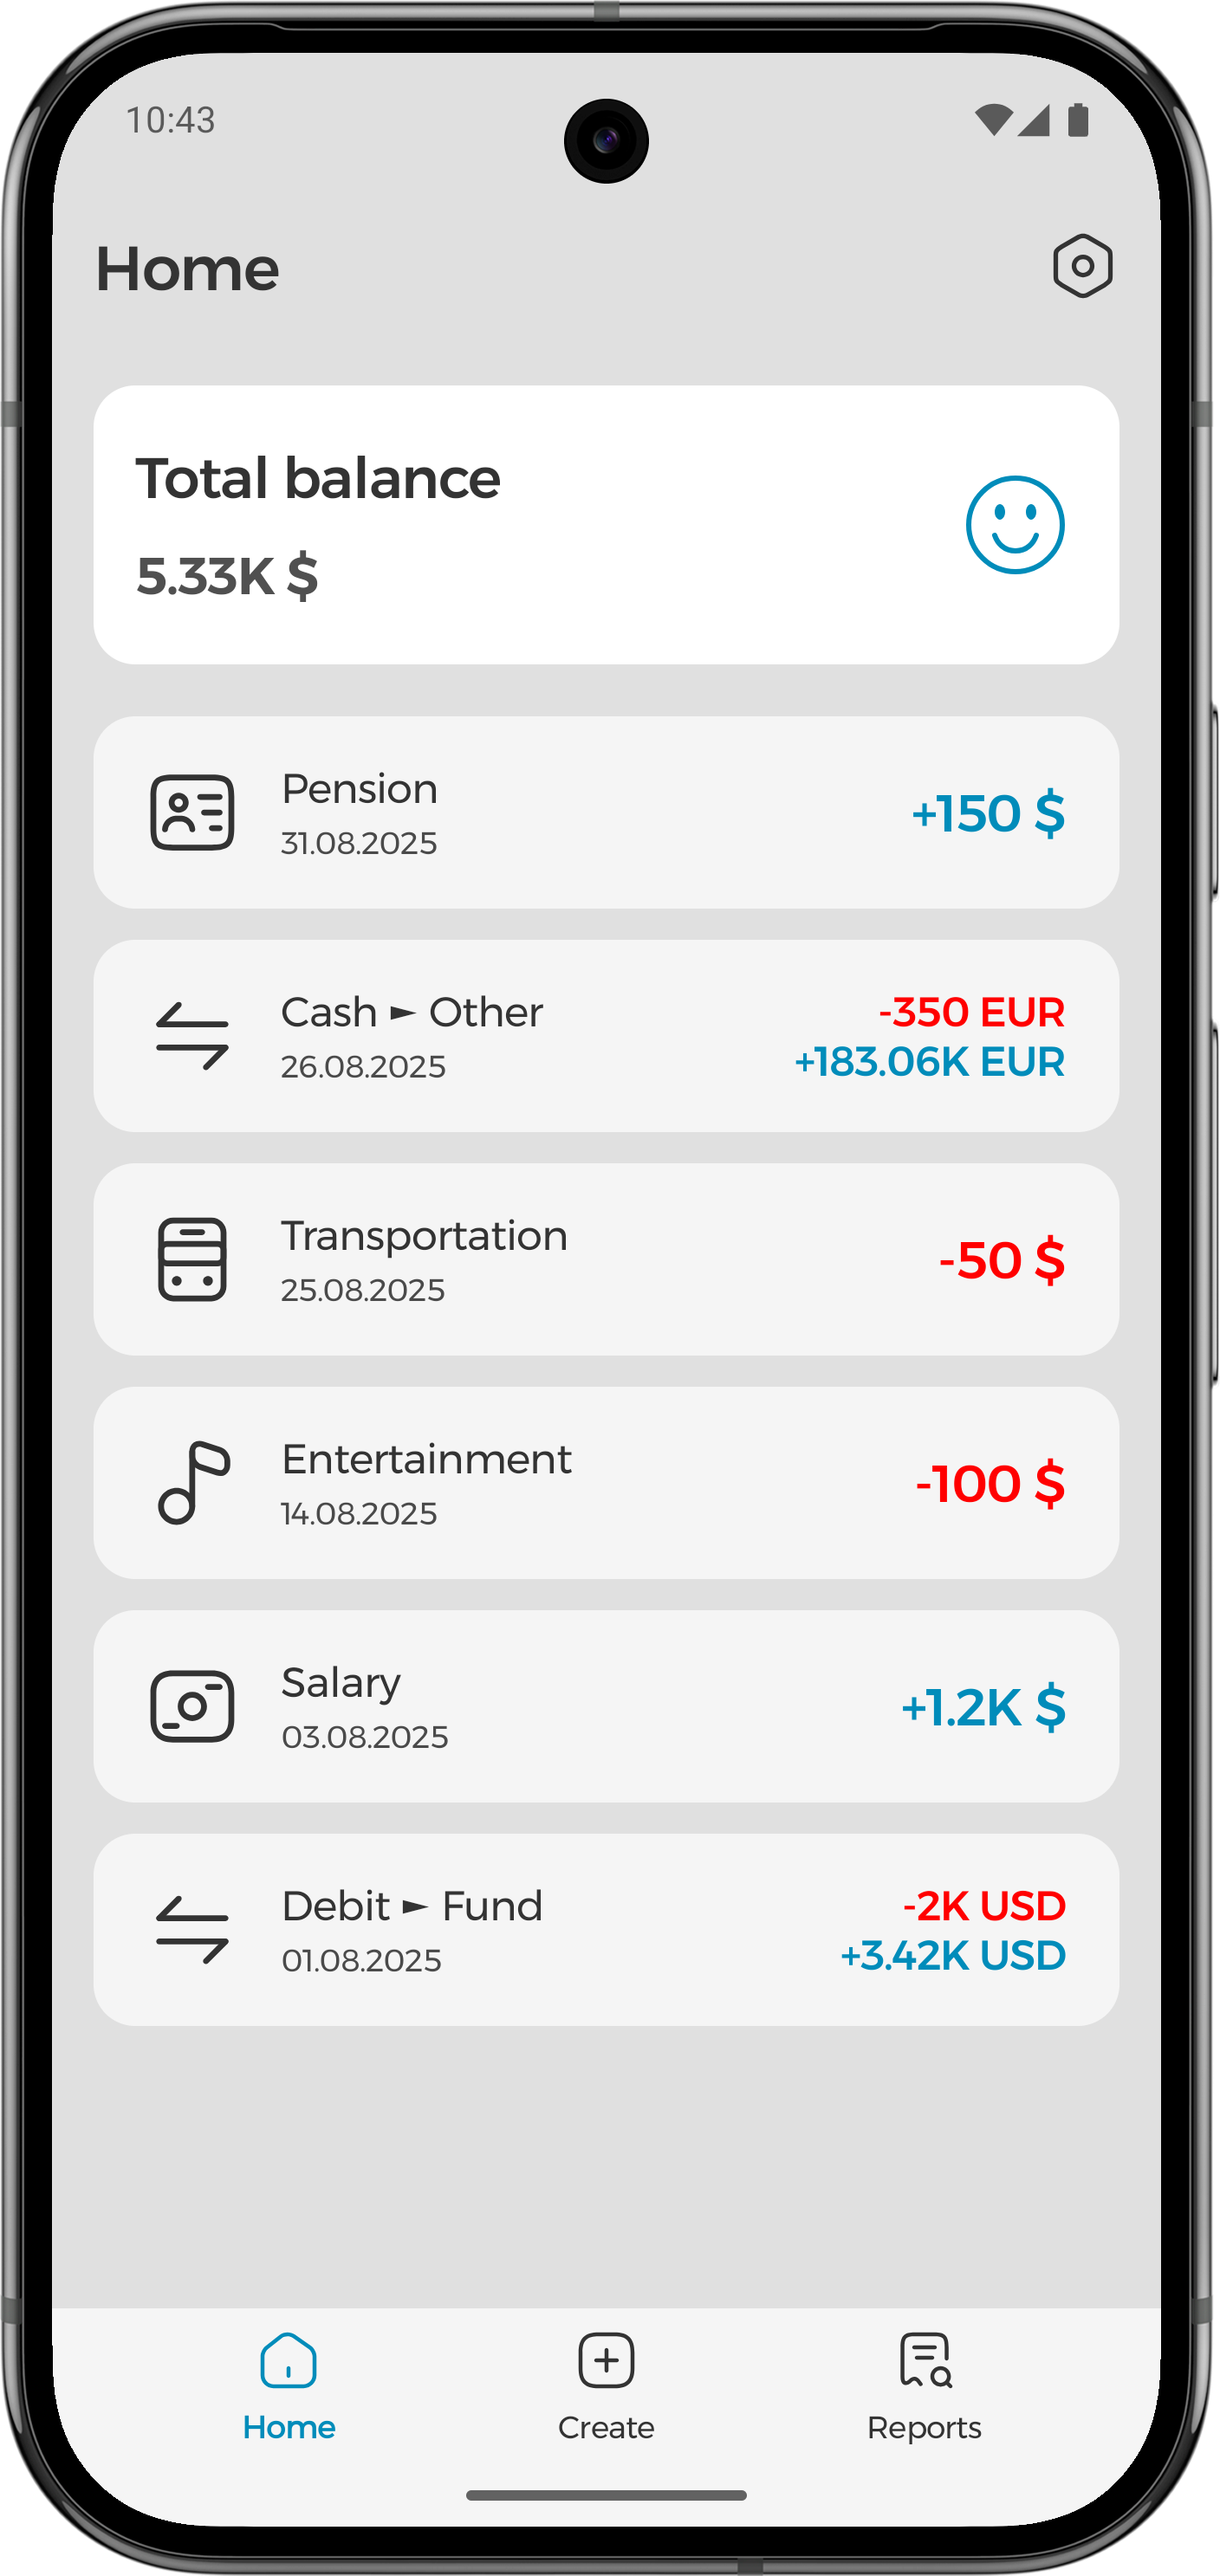 10:43
Home
Total balance
5.33K $
Pension
31.08.2025
+150 $
Cash ► Other
26.08.2025
-350 EUR
+183.06K EUR
Transportation
25.08.2025
-50 $
Entertainment
14.08.2025
-100 $
Salary
03.08.2025
+1.2K $
Debit ► Fund
01.08.2025
-2K USD
+3.42K USD
Home
Create
Reports